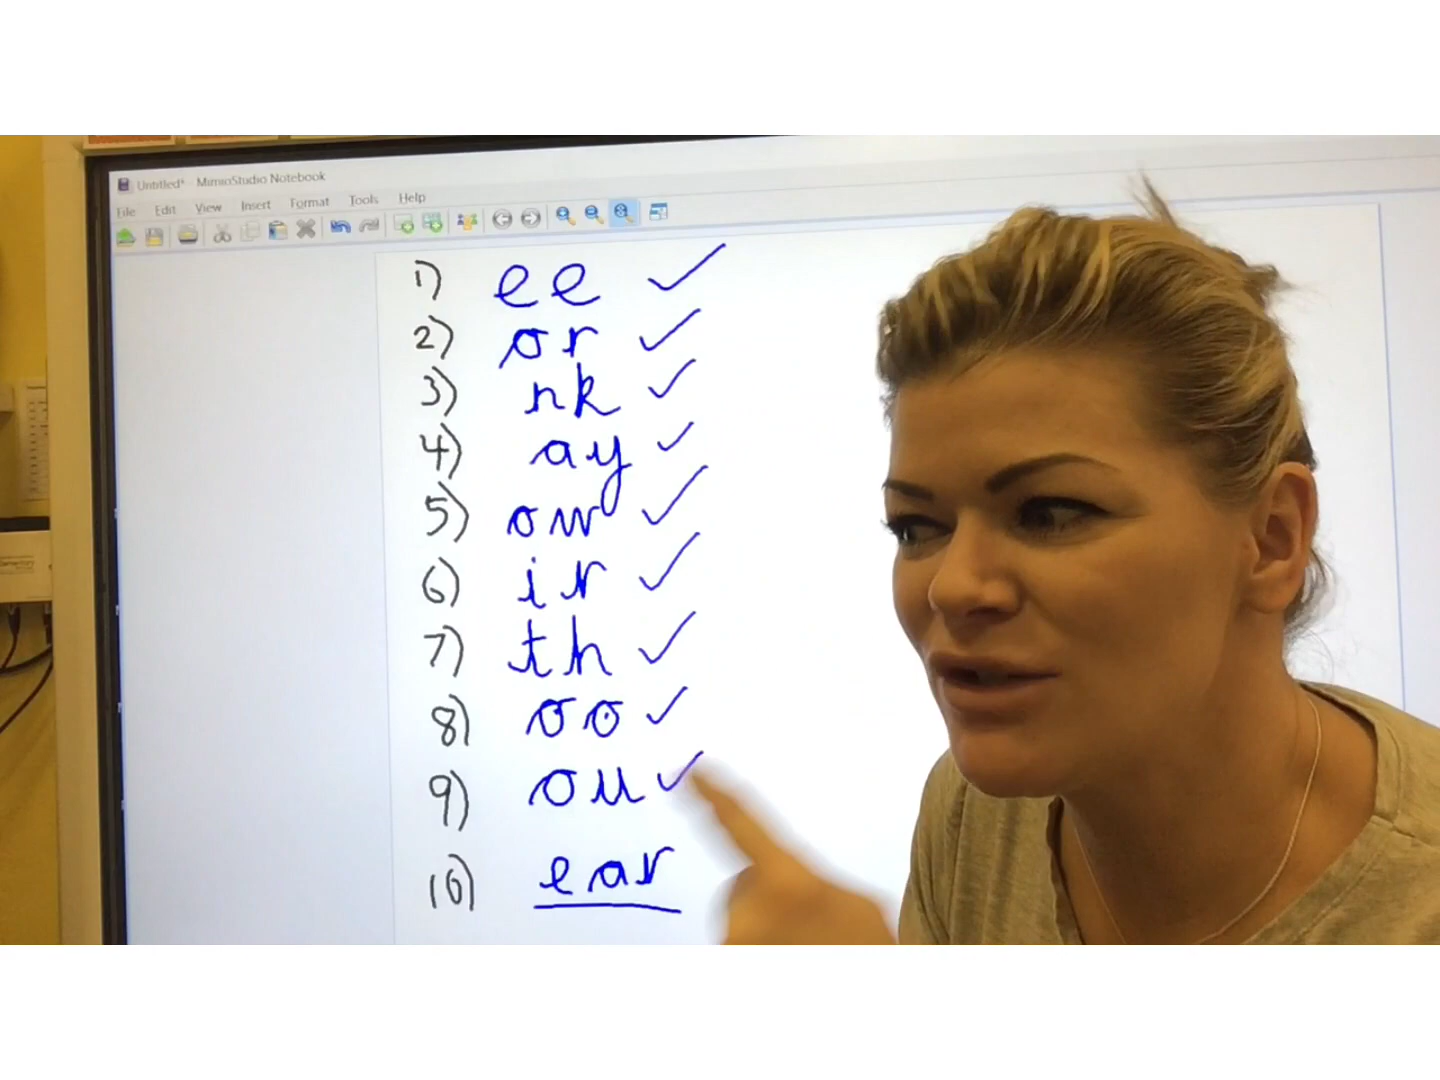 Untitled* - MimioStudio Notebook
File Edit View Insert Format Tools Help
1) ee ✓
2) or ✓
3) nk ✓
4) ay ✓
5) ow ✓
6) ir ✓
7) th ✓
8) oo ✓
9) ou ✓
10) ear